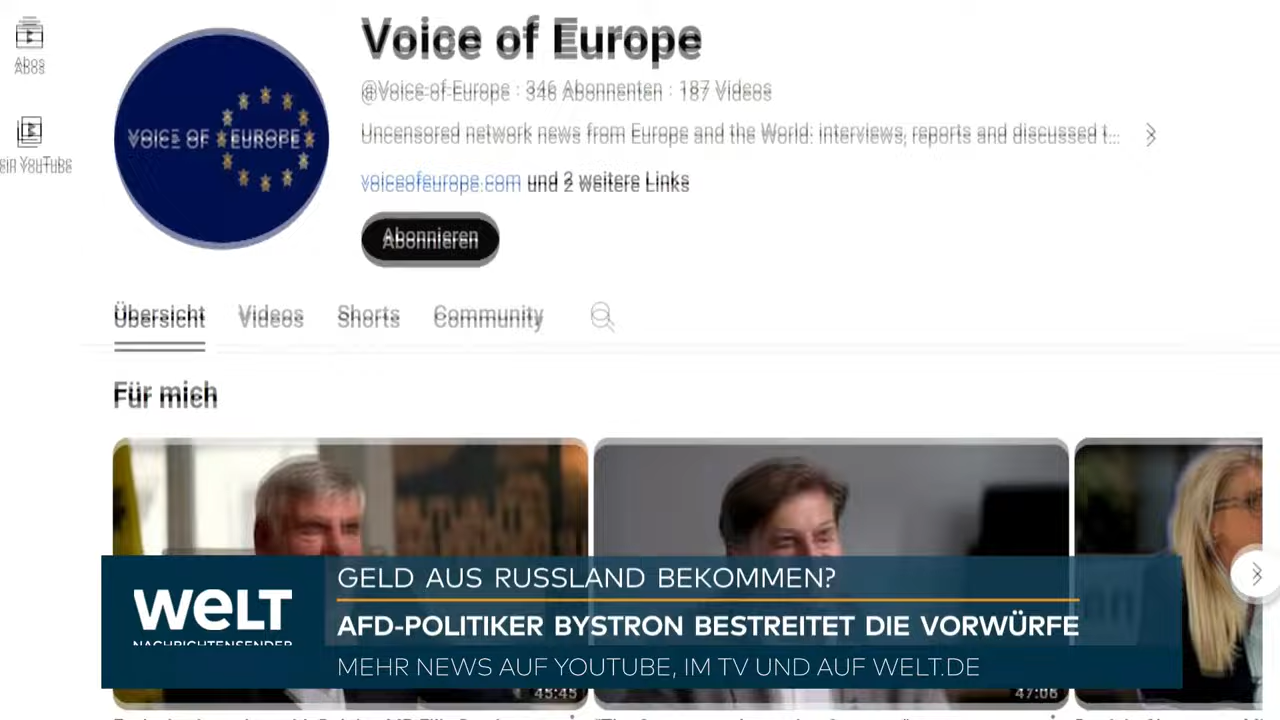 Voice of Europe
Abos
@Voice-of-Europe · 346 Abonnenten · 187 Videos
VOICE OF EUROPE
Uncensored network news from Europe and the World: interviews, reports and discussed t...
ein YouTube
voiceofeurope.com und 2 weitere Links
Abonnieren
Übersicht Videos Shorts Community
Für mich
GELD AUS RUSSLAND BEKOMMEN?
welt
NACHRICHTENSENDER
AFD-POLITIKER BYSTRON BESTREITET DIE VORWÜRFE
MEHR NEWS AUF YOUTUBE, IM TV UND AUF WELT.DE
45:45
47:06